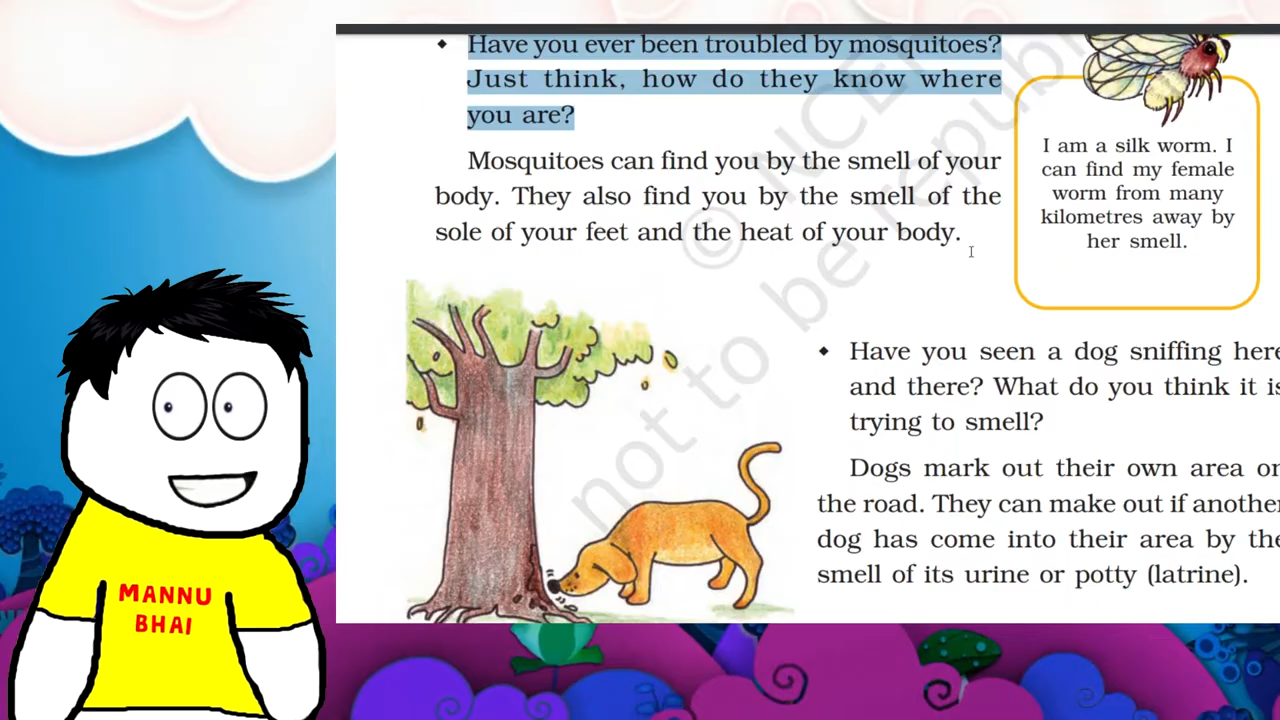 Have you ever been troubled by mosquitoes?
Just think, how do they know where
you are?
Mosquitoes can find you by the smell of your
body. They also find you by the smell of the
sole of your feet and the heat of your body.
I am a silk worm. I
can find my female
worm from many
kilometres away by
her smell.
Have you seen a dog sniffing here
and there? What do you think it is
trying to smell?
Dogs mark out their own area on
the road. They can make out if another
dog has come into their area by the
smell of its urine or potty (latrine).
MANNU
BHAI
not to be republi